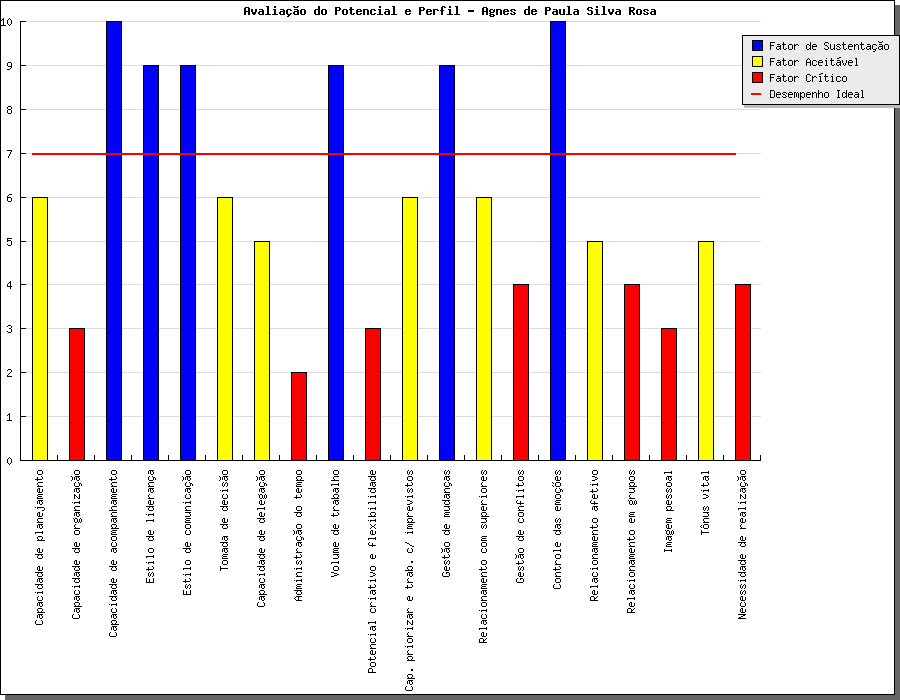 Avaliação do Potencial e Perfil - Agnes de Paula Silva Rosa
Fator de Sustentação
Fator Aceitável
Fator Crítico
Desempenho Ideal
10
9
8
7
6
5
4
3
2
1
0
Capacidade de planejamento
Capacidade de organização
Capacidade de acompanhamento
Estilo de liderança
Estilo de comunicação
Tomada de decisão
Capacidade de delegação
Administração do tempo
Volume de trabalho
Potencial criativo e flexibilidade
Cap. priorizar e trab. c/ imprevistos
Gestão de mudanças
Relacionamento com superiores
Gestão de conflitos
Controle das emoções
Relacionamento afetivo
Relacionamento em grupos
Imagem pessoal
Tônus vital
Necessidade de realização